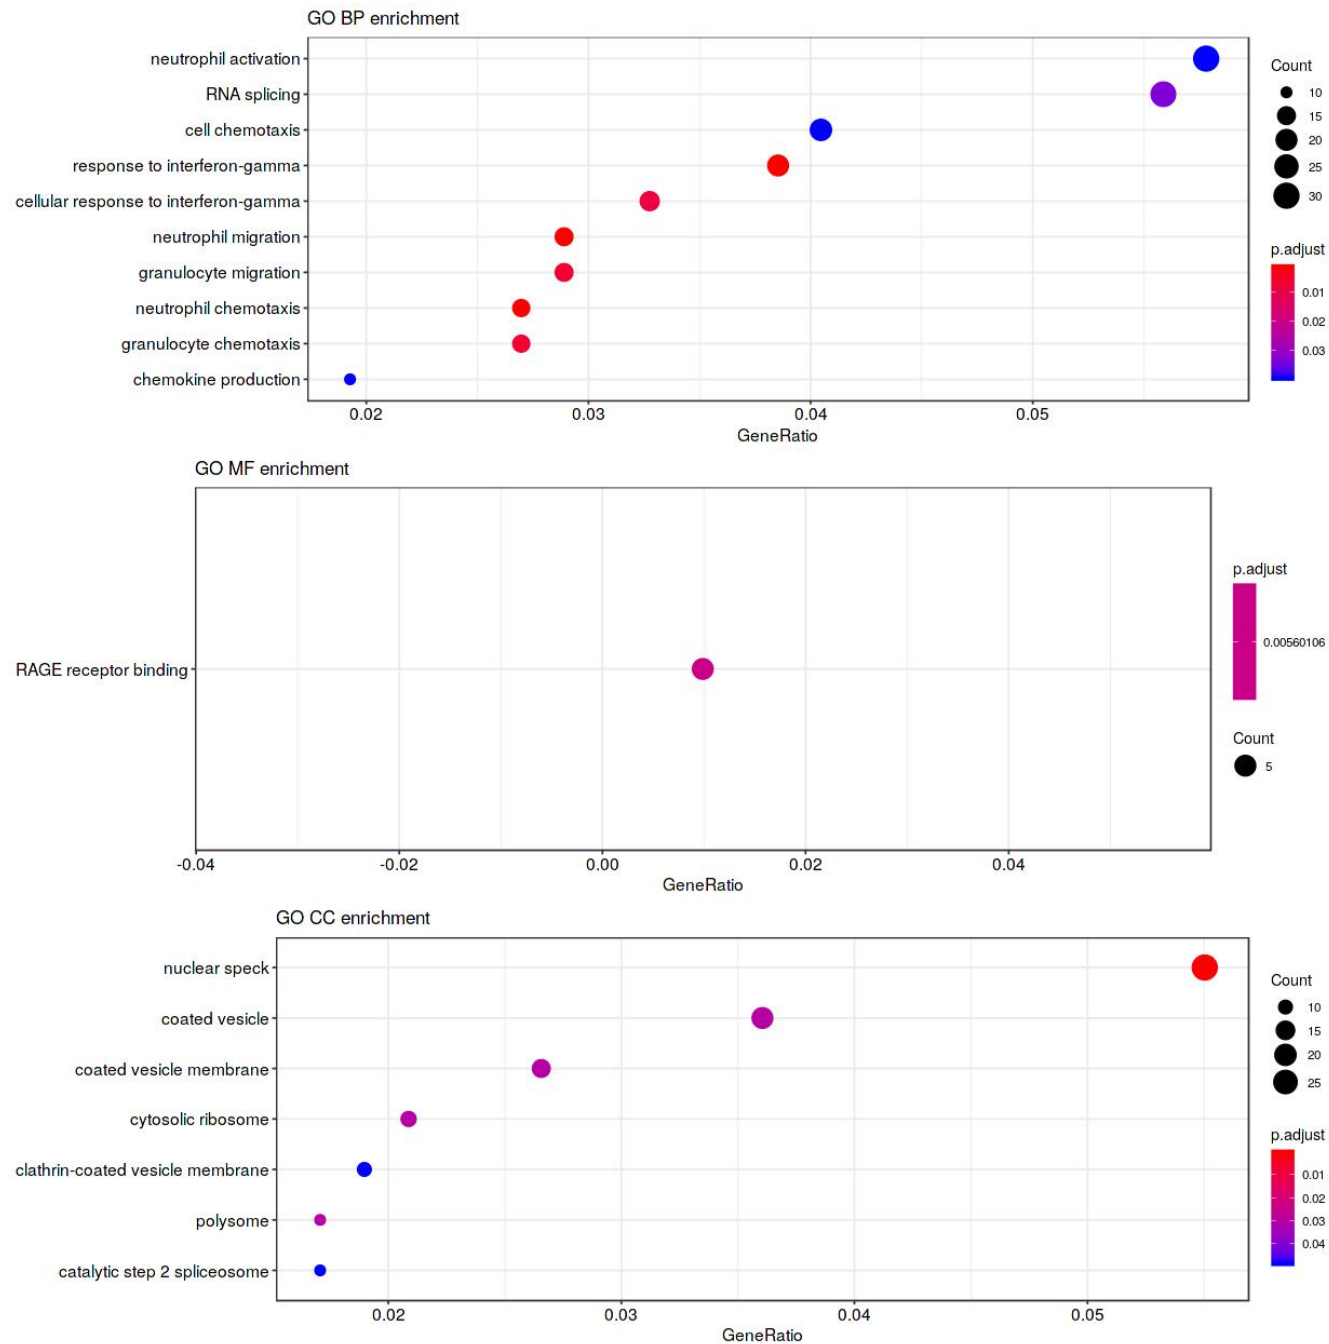 GO BP enrichment
neutrophil activation
RNA splicing
cell chemotaxis
response to interferon-gamma
cellular response to interferon-gamma
neutrophil migration
granulocyte migration
neutrophil chemotaxis
granulocyte chemotaxis
chemokine production
0.02 0.03 0.04 0.05
GeneRatio
Count
10
15
20
25
30
p.adjust
0.01
0.02
0.03
GO MF enrichment
RAGE receptor binding
-0.04 -0.02 0.00 0.02 0.04
GeneRatio
p.adjust
0.00560106
Count
5
GO CC enrichment
nuclear speck
coated vesicle
coated vesicle membrane
cytosolic ribosome
clathrin-coated vesicle membrane
polysome
catalytic step 2 spliceosome
0.02 0.03 0.04 0.05
GeneRatio
Count
10
15
20
25
p.adjust
0.01
0.02
0.03
0.04